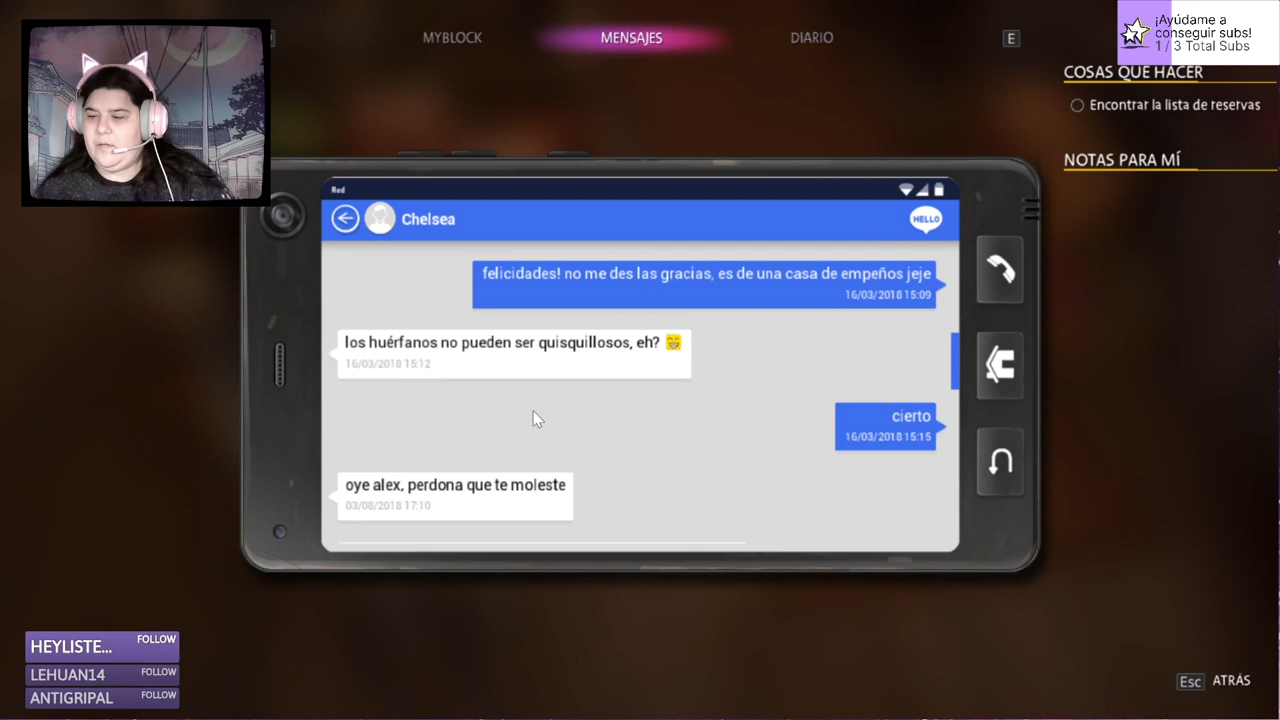 MYBLOCK
MENSAJES
DIARIO
E
¡Ayúdame a
conseguir subs!
1 / 3 Total Subs
COSAS QUE HACER
Encontrar la lista de reservas
NOTAS PARA MÍ
Red
Chelsea
HELLO
felicidades! no me des las gracias, es de una casa de empeños jeje
16/03/2018 15:09
los huérfanos no pueden ser quisquillosos, eh?
16/03/2018 15:12
cierto
16/03/2018 15:15
oye alex, perdona que te moleste
03/08/2018 17:10
HEYLISTE... FOLLOW
LEHUAN14 FOLLOW
ANTIGRIPAL FOLLOW
Esc ATRÁS